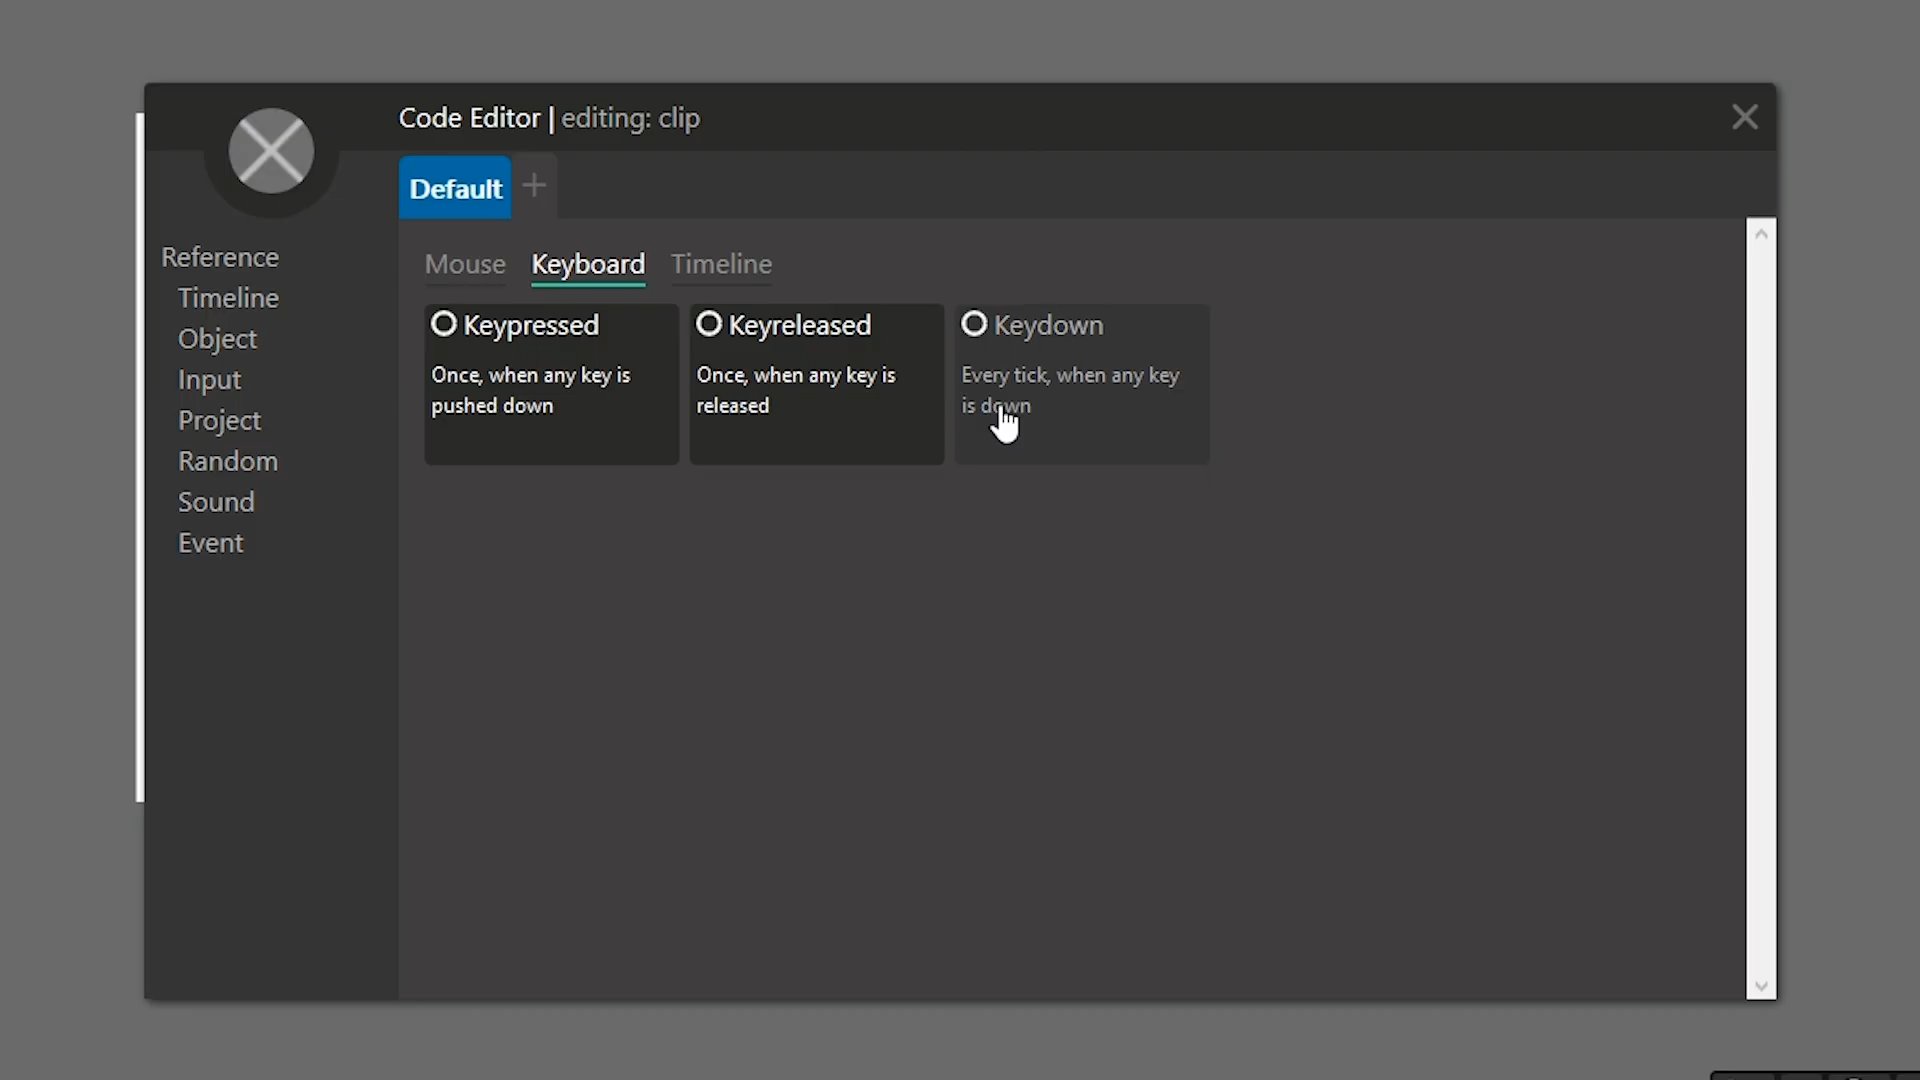 Code Editor | editing: clip
Default +
Reference
Timeline
Object
Input
Project
Random
Sound
Event
Mouse Keyboard Timeline
Keypressed
Once, when any key is
pushed down
Keyreleased
Once, when any key is
released
Keydown
Every tick, when any key
is down